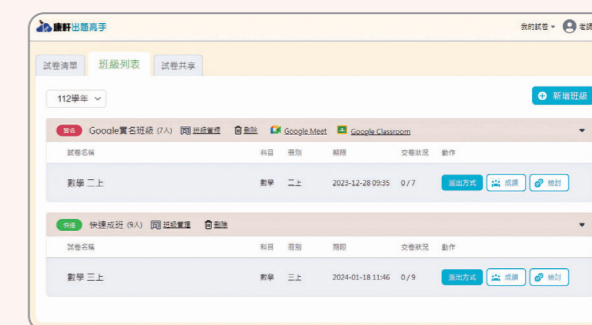 康軒出題高手
我的試卷
老師
試卷清單 班級列表 試卷共享
112學年
新增班級
實名 Google實名班級 (7人) 班級管理 刪除 Google Meet Google Classroom
試卷名稱 科目 冊別 期限 交卷狀況 動作
數學 二上 數學 二上 2023-12-28 09:35 0 / 7 派出方式 成績 檢討
快速 快速成班 (9人) 班級管理 刪除
試卷名稱 科目 冊別 期限 交卷狀況 動作
數學 三上 數學 三上 2024-01-18 11:46 0 / 9 派出方式 成績 檢討